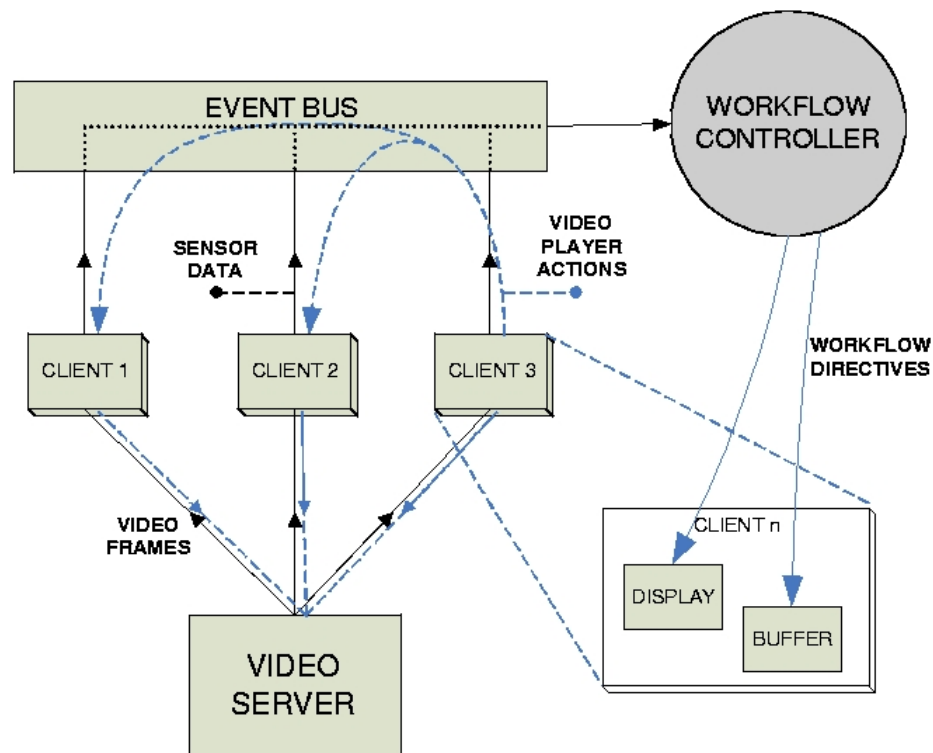 EVENT BUS
WORKFLOW
CONTROLLER
SENSOR
DATA
VIDEO
PLAYER
ACTIONS
CLIENT 1
CLIENT 2
CLIENT 3
WORKFLOW
DIRECTIVES
VIDEO
FRAMES
CLIENT n
DISPLAY
BUFFER
VIDEO
SERVER